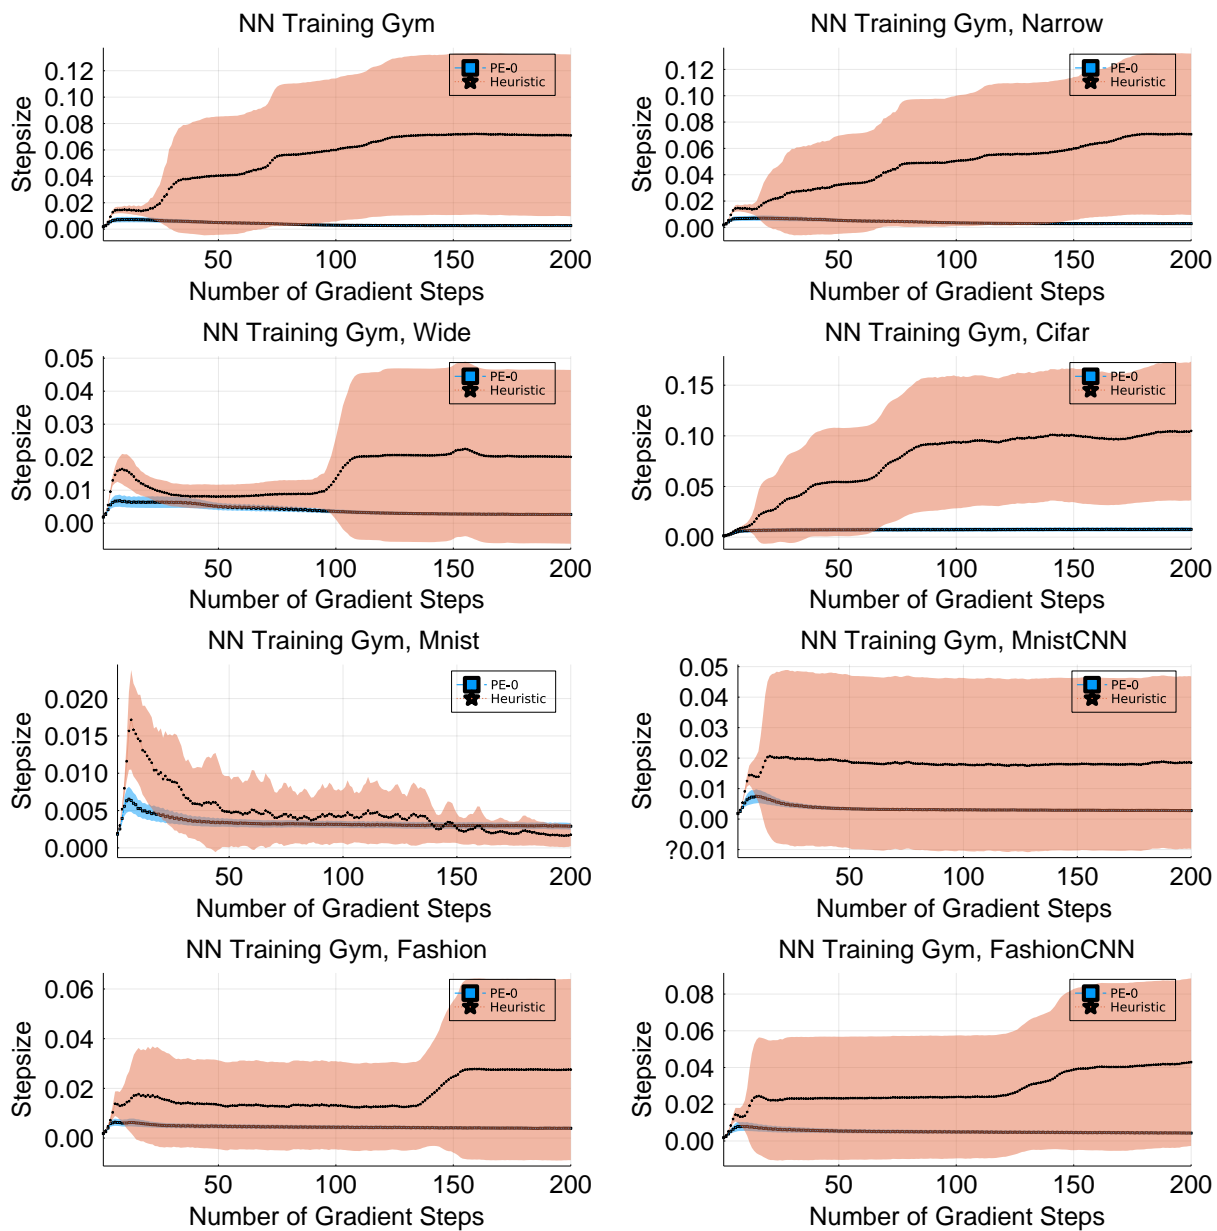 NN Training Gym
0.12
0.10
0.08
0.06
0.04
0.02
0.00
Stepsize
PE-0
Heuristic
50
100
150
200
Number of Gradient Steps
NN Training Gym, Narrow
0.12
0.10
0.08
0.06
0.04
0.02
0.00
Stepsize
PE-0
Heuristic
50
100
150
200
Number of Gradient Steps
NN Training Gym, Wide
0.05
0.04
0.03
0.02
0.01
0.00
Stepsize
PE-0
Heuristic
50
100
150
200
Number of Gradient Steps
NN Training Gym, Cifar
0.15
0.10
0.05
0.00
Stepsize
PE-0
Heuristic
50
100
150
200
Number of Gradient Steps
NN Training Gym, Mnist
0.020
0.015
0.010
0.005
0.000
Stepsize
PE-0
Heuristic
50
100
150
200
Number of Gradient Steps
NN Training Gym, MnistCNN
0.05
0.04
0.03
0.02
0.01
0.00
?0.01
Stepsize
PE-0
Heuristic
50
100
150
200
Number of Gradient Steps
NN Training Gym, Fashion
0.06
0.04
0.02
0.00
Stepsize
PE-0
Heuristic
50
100
150
200
Number of Gradient Steps
NN Training Gym, FashionCNN
0.08
0.06
0.04
0.02
0.00
Stepsize
PE-0
Heuristic
50
100
150
200
Number of Gradient Steps